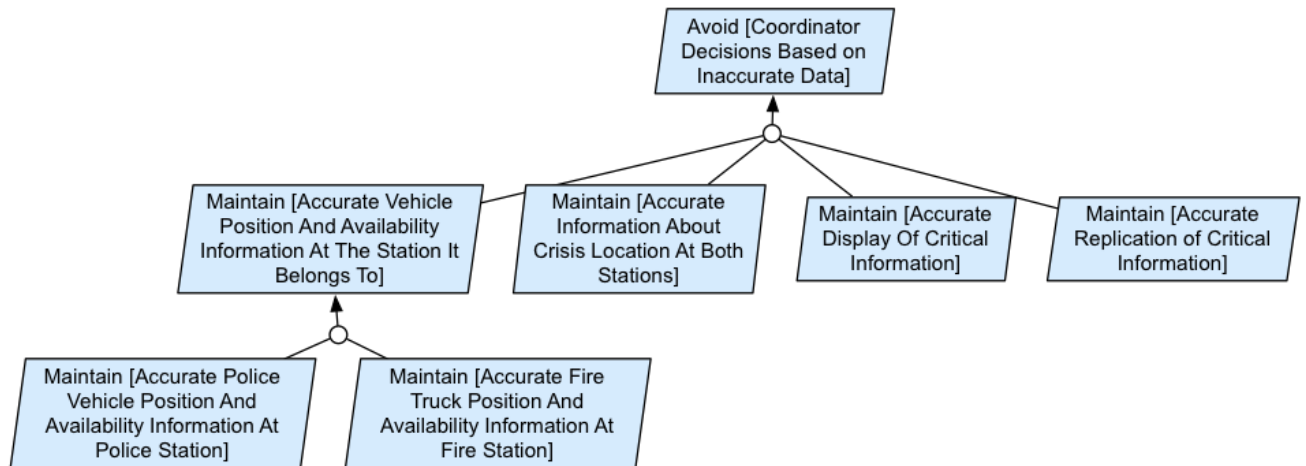 Avoid [Coordinator
Decisions Based on
Inaccurate Data]
Maintain [Accurate Vehicle
Position And Availability
Information At The Station It
Belongs To]
Maintain [Accurate
Information About
Crisis Location At Both
Stations]
Maintain [Accurate
Display Of Critical
Information]
Maintain [Accurate
Replication of Critical
Information]
Maintain [Accurate Police
Vehicle Position And
Availability Information At
Police Station]
Maintain [Accurate Fire
Truck Position And
Availability Information At
Fire Station]